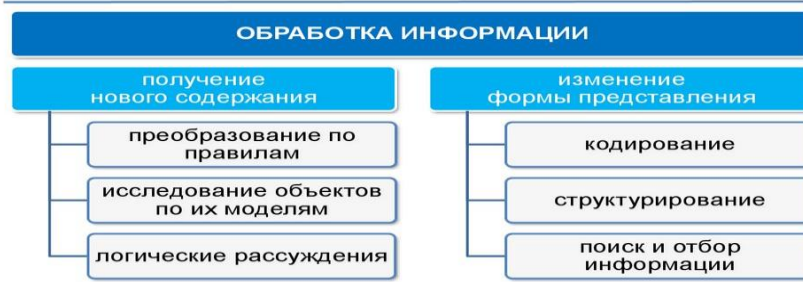 ОБРАБОТКА ИНФОРМАЦИИ
получение
нового содержания
преобразование по
правилам
исследование объектов
по их моделям
логические рассуждения
изменение
формы представления
кодирование
структурирование
поиск и отбор
информации